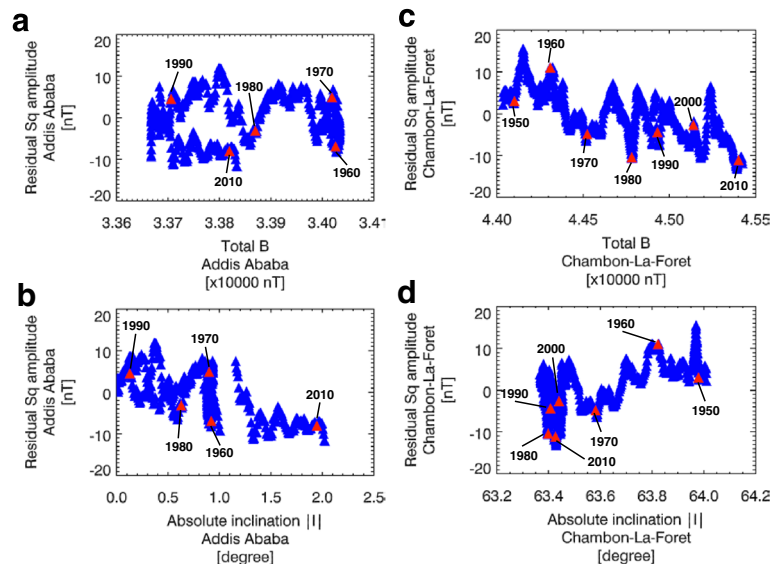 a
Residual Sq amplitude
Addis Ababa
[nT]
20
10
0
-10
-20
1990
1980
1970
2010
1960
3.36 3.37 3.38 3.39 3.40 3.41
Total B
Addis Ababa
[x10000 nT]
c
Residual Sq amplitude
Chambon-La-Foret
[nT]
20
10
0
-10
-20
1960
2000
1950
1970
1990
1980
2010
4.40 4.45 4.50 4.55
Total B
Chambon-La-Foret
[x10000 nT]
b
Residual Sq amplitude
Addis Ababa
[nT]
20
10
0
-10
-20
1990
1970
2010
1980
1960
0.0 0.5 1.0 1.5 2.0 2.5
Absolute inclination |I|
Addis Ababa
[degree]
d
Residual Sq amplitude
Chambon-La-Foret
[nT]
20
10
0
-10
-20
1960
2000
1990
1950
1970
1980
2010
63.2 63.4 63.6 63.8 64.0 64.2
Absolute inclination |I|
Chambon-La-Foret
[degree]